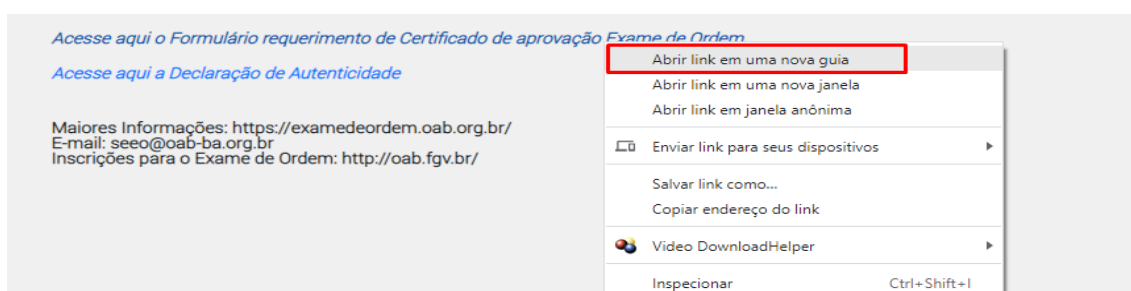 Acesse aqui o Formulário requerimento de Certificado de aprovação Exame de Ordem
Acesse aqui a Declaração de Autenticidade
Maiores Informações: https://examedeordem.oab.org.br/
E-mail: seeo@oab-ba.org.br
Inscrições para o Exame de Ordem: http://oab.fgv.br/
Abrir link em uma nova guia
Abrir link em uma nova janela
Abrir link em janela anônima
Enviar link para seus dispositivos
Salvar link como...
Copiar endereço do link
Video DownloadHelper
Inspecionar Ctrl+Shift+I